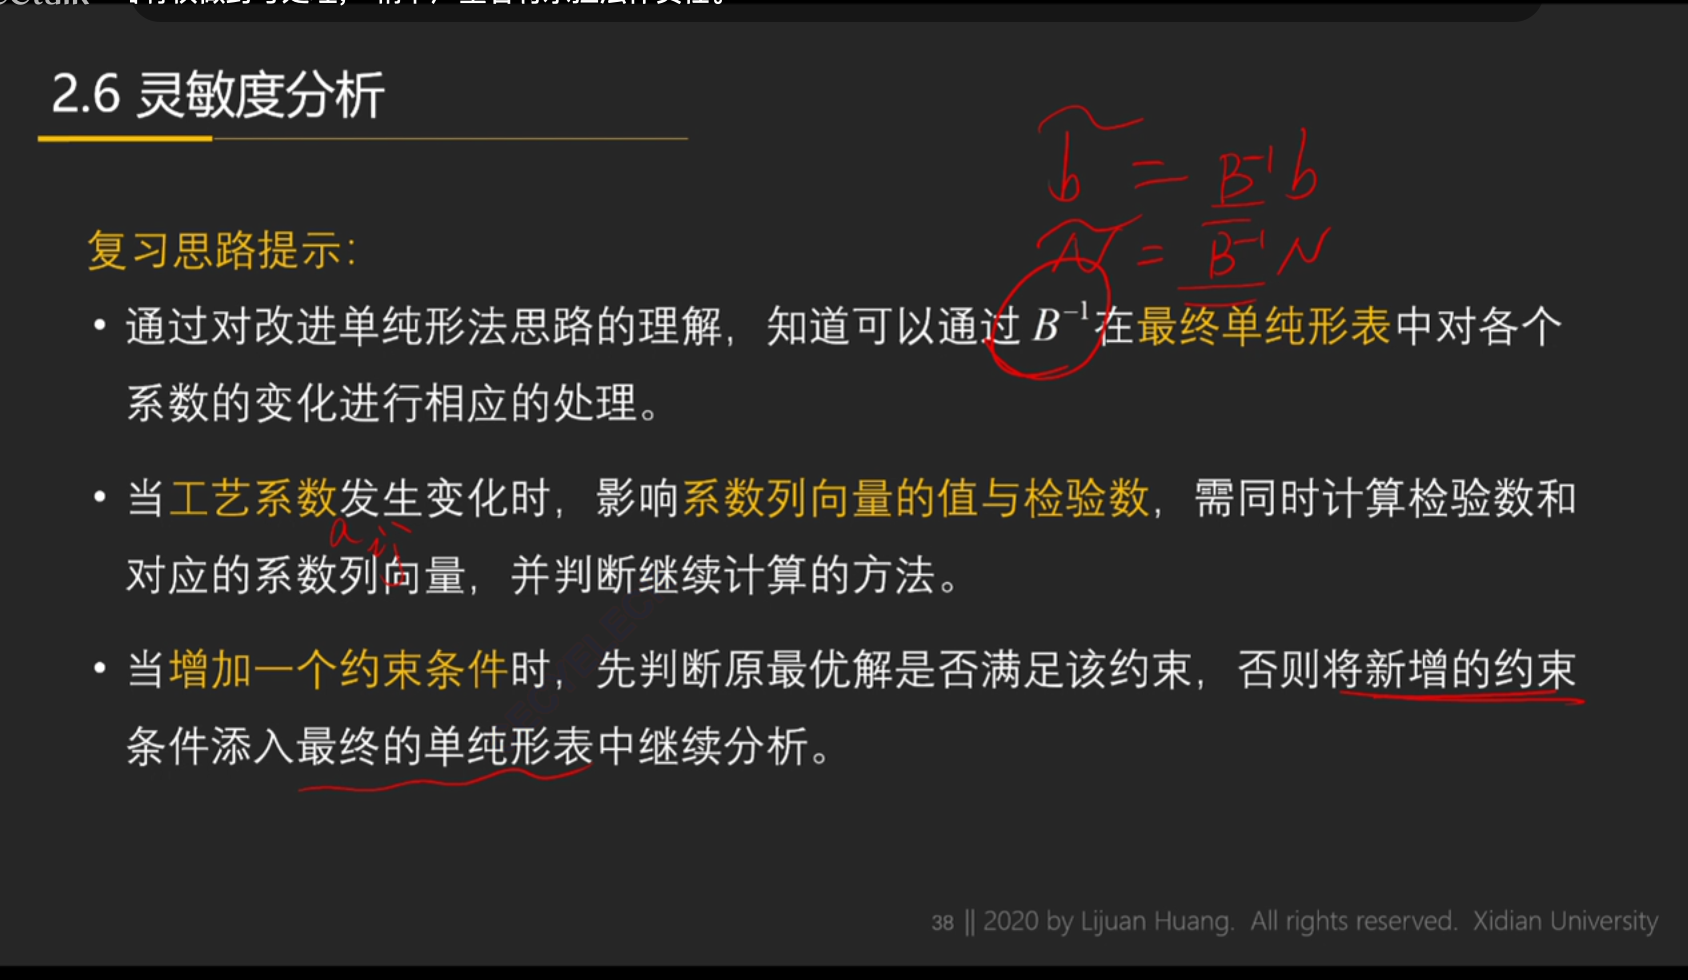 2.6 灵敏度分析
b̃ = B⁻¹b
Ñ = B⁻¹N
复习思路提示：
• 通过对改进单纯形法思路的理解，知道可以通过 B⁻¹ 在最终单纯形表中对各个
系数的变化进行相应的处理。
• 当工艺系数发生变化时，影响系数列向量的值与检验数，需同时计算检验数和
aij
对应的系数列向量，并判断继续计算的方法。
• 当增加一个约束条件时，先判断原最优解是否满足该约束，否则将新增的约束
条件添入最终的单纯形表中继续分析。
38 || 2020 by Lijuan Huang. All rights reserved. Xidian University